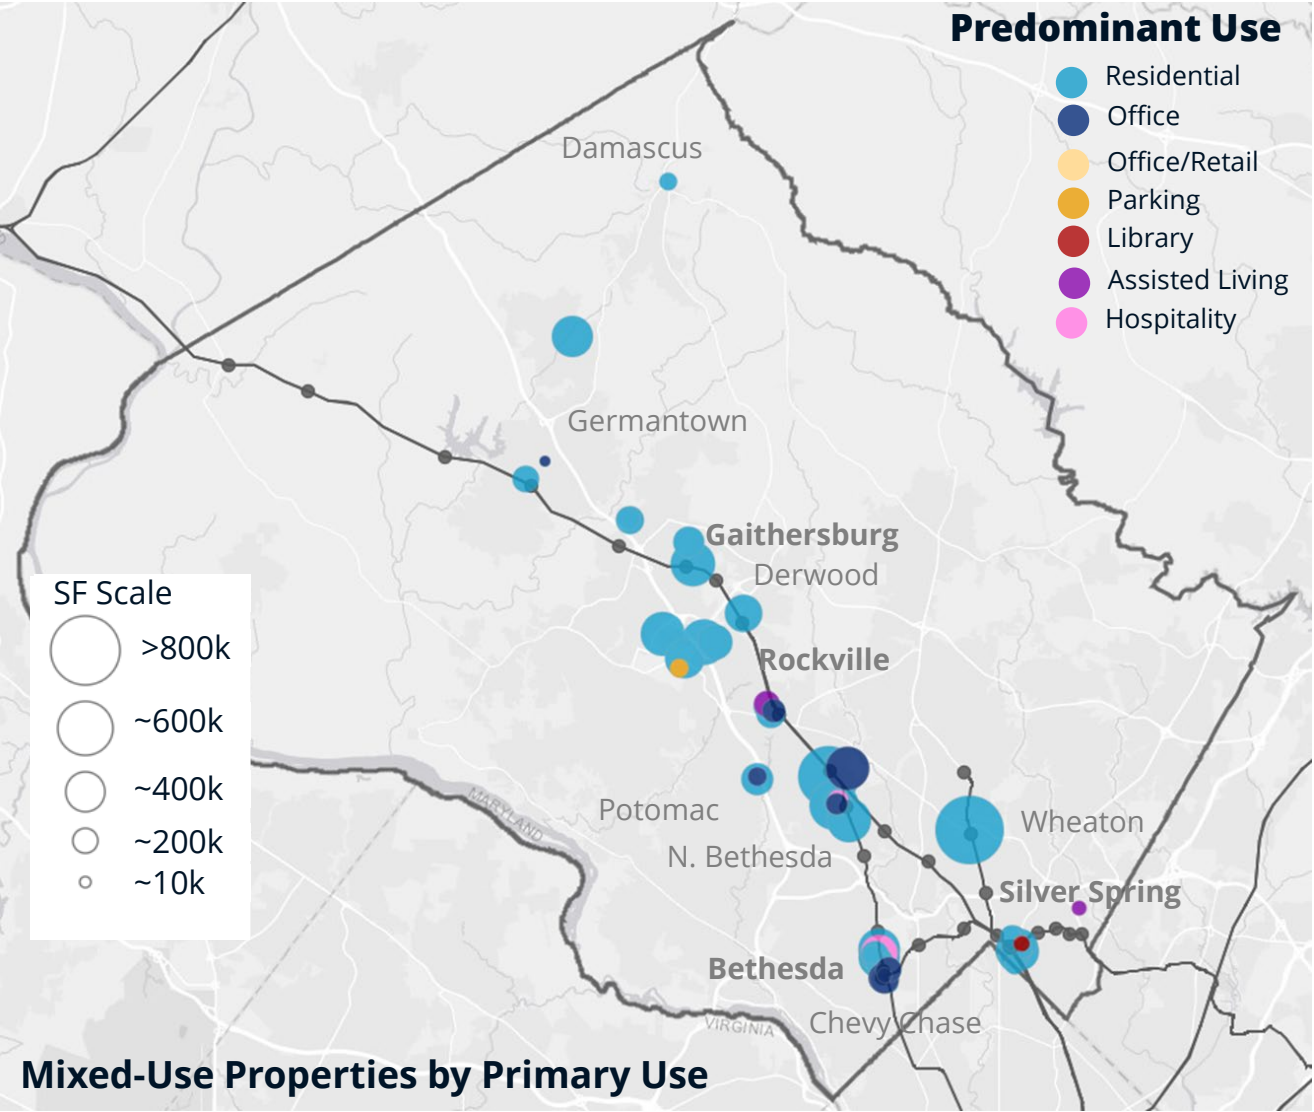 Predominant Use
Residential
Office
Office/Retail
Parking
Library
Assisted Living
Hospitality
Damascus
Germantown
Gaithersburg
Derwood
SF Scale
>800k
~600k
~400k
~200k
~10k
Rockville
MARYLAND
Potomac
Wheaton
N. Bethesda
Silver Spring
Bethesda
VIRGINIA
Chevy Chase
Mixed-Use Properties by Primary Use